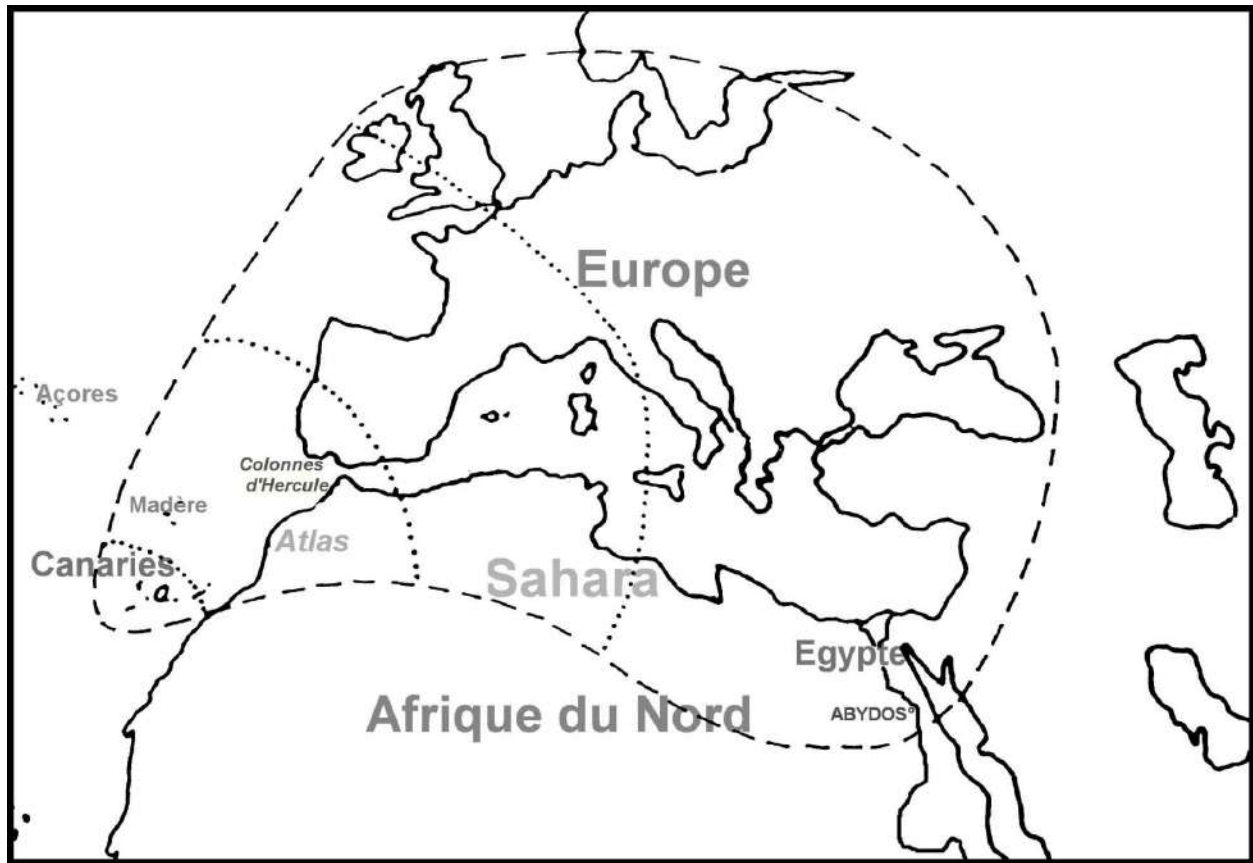 Europe
Açores
Colonnes
d'Hercule
Madère
Atlas
Canaries
Sahara
Egypte
Afrique du Nord
ABYDOS°